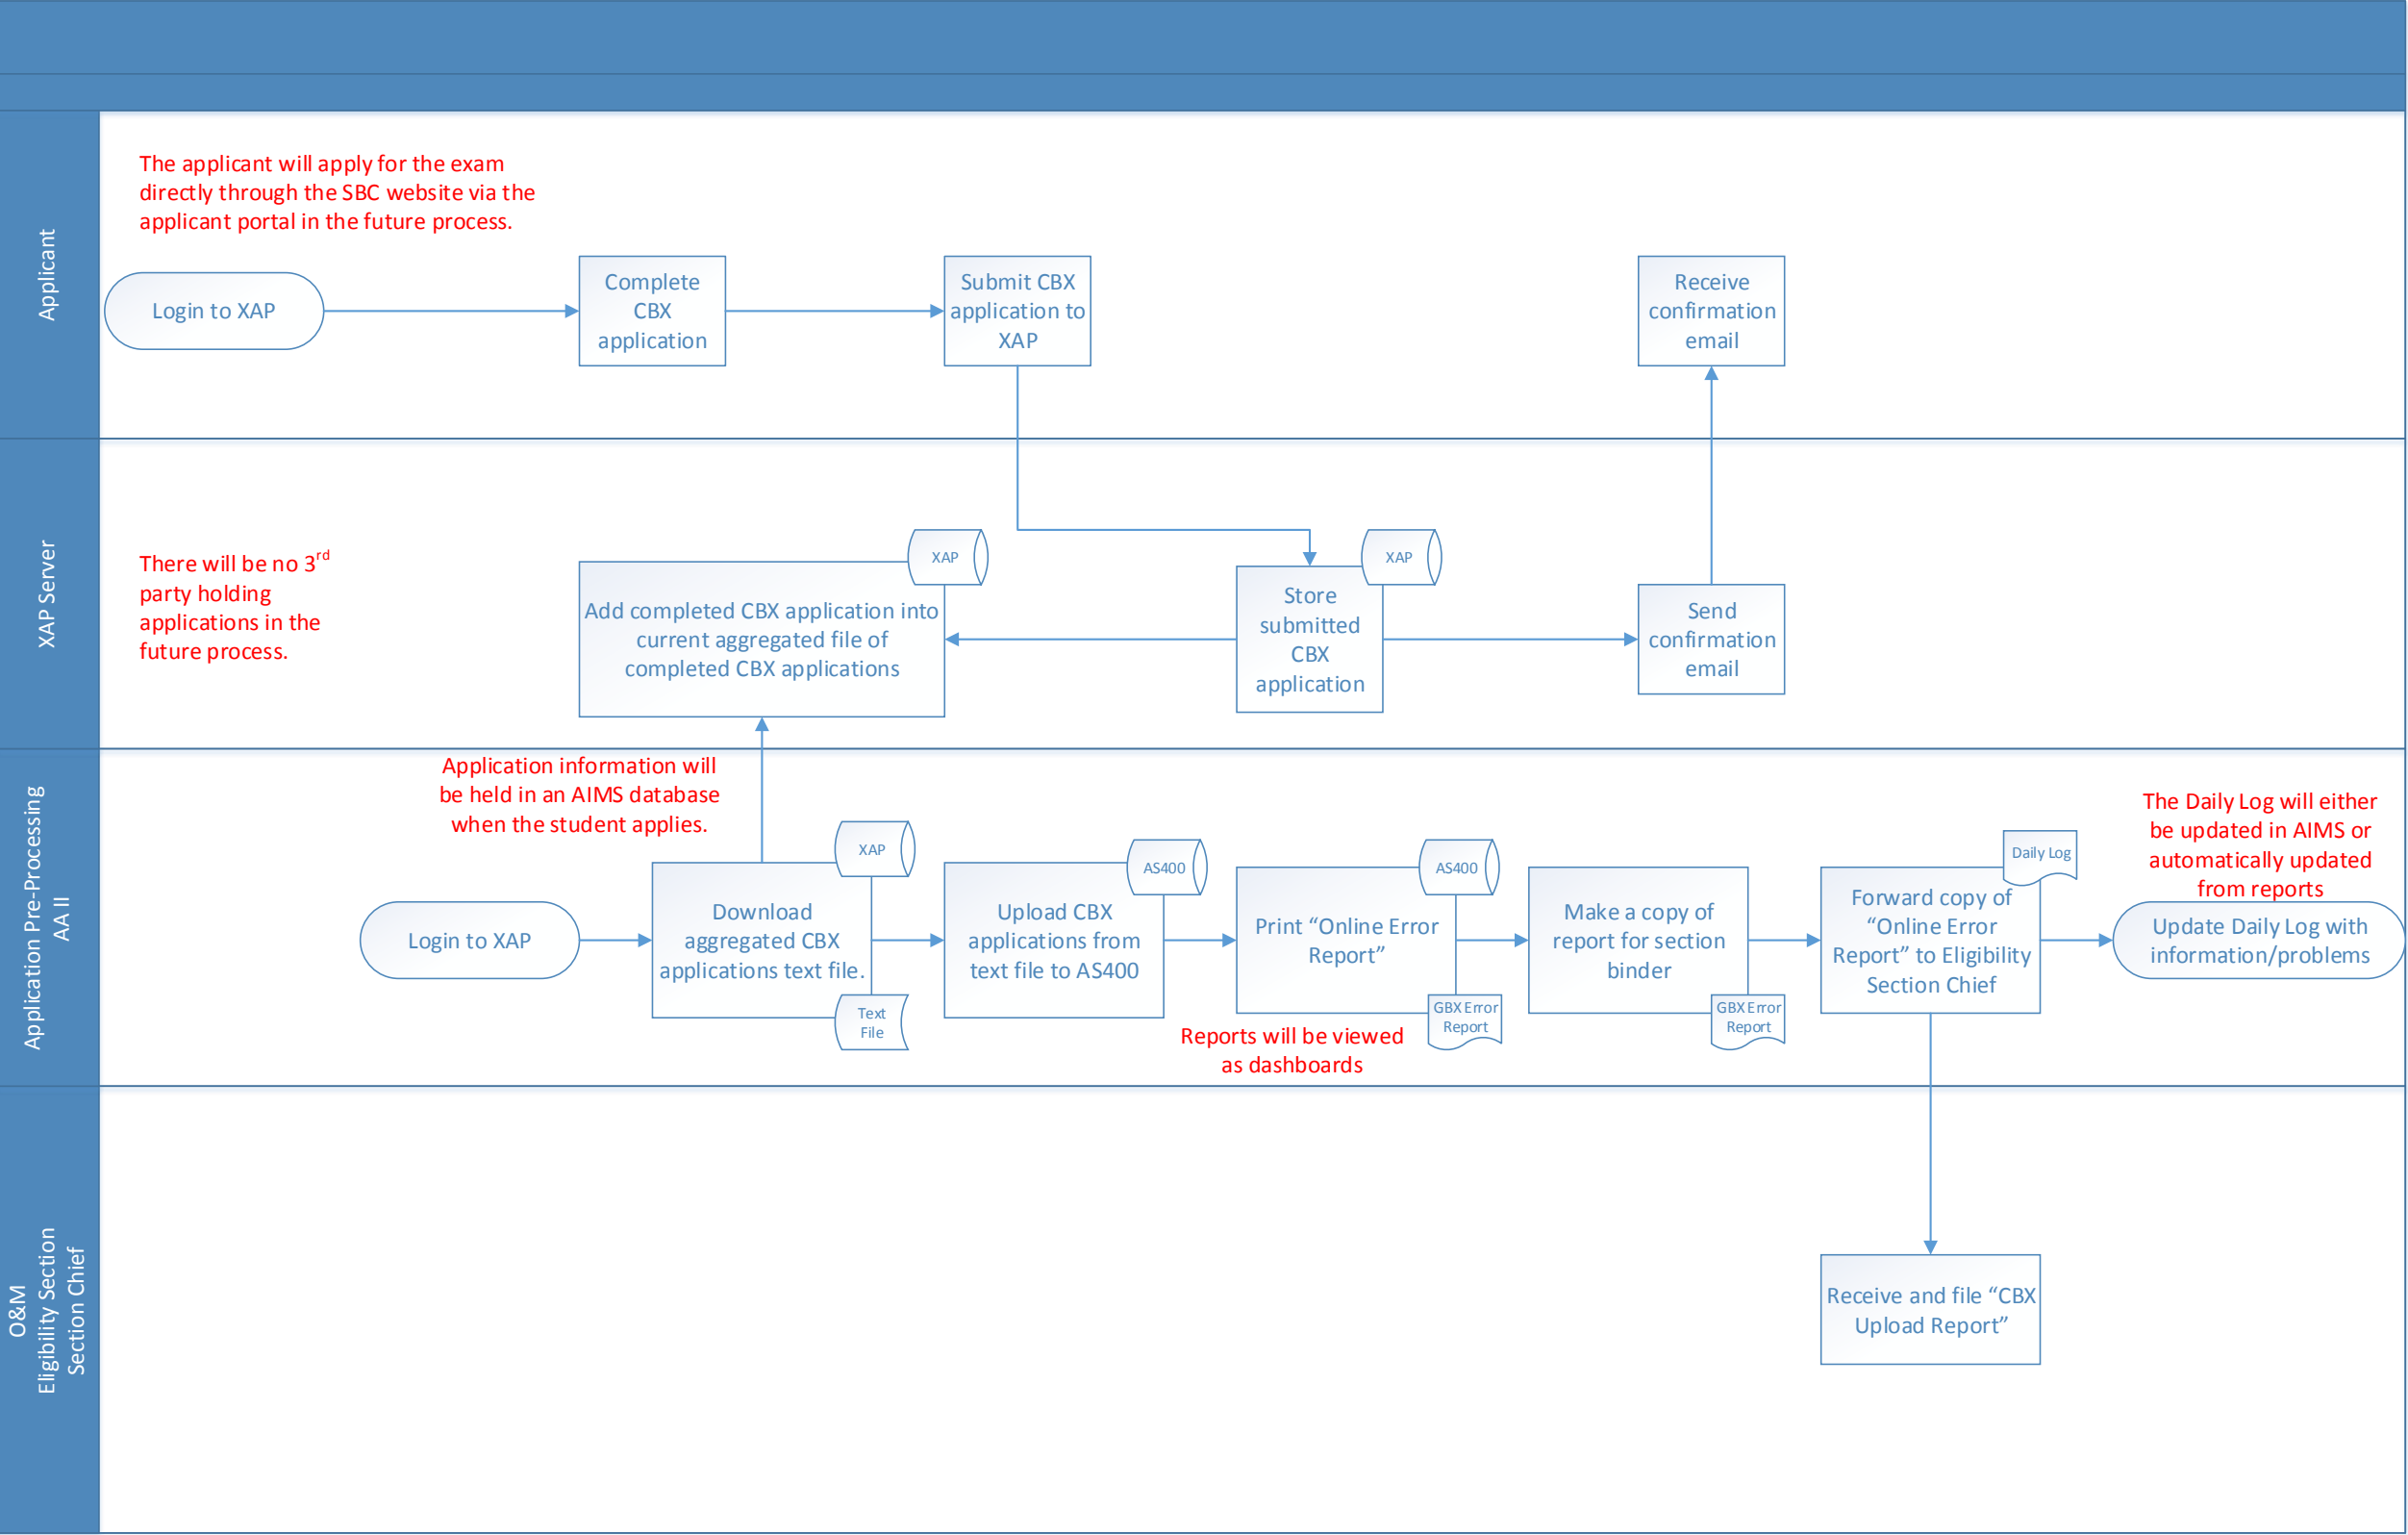 Applicant
The applicant will apply for the exam
directly through the SBC website via the
applicant portal in the future process.
Login to XAP
Complete
CBX
application
Submit CBX
application to
XAP
Receive
confirmation
email
XAP Server
There will be no 3rd
party holding
applications in the
future process.
XAP
Add completed CBX application into
current aggregated file of
completed CBX applications
XAP
Store
submitted
CBX
application
Send
confirmation
email
Application Pre-Processing
AA II
Application information will
be held in an AIMS database
when the student applies.
Login to XAP
XAP
Download
aggregated CBX
applications text file.
Text
File
AS400
Upload CBX
applications from
text file to AS400
AS400
Print “Online Error
Report”
GBX Error
Report
Reports will be viewed
as dashboards
Make a copy of
report for section
binder
GBX Error
Report
Daily Log
Forward copy of
“Online Error
Report” to Eligibility
Section Chief
The Daily Log will either
be updated in AIMS or
automatically updated
from reports
Update Daily Log with
information/problems
O&M
Eligibility Section
Section Chief
Receive and file “CBX
Upload Report”